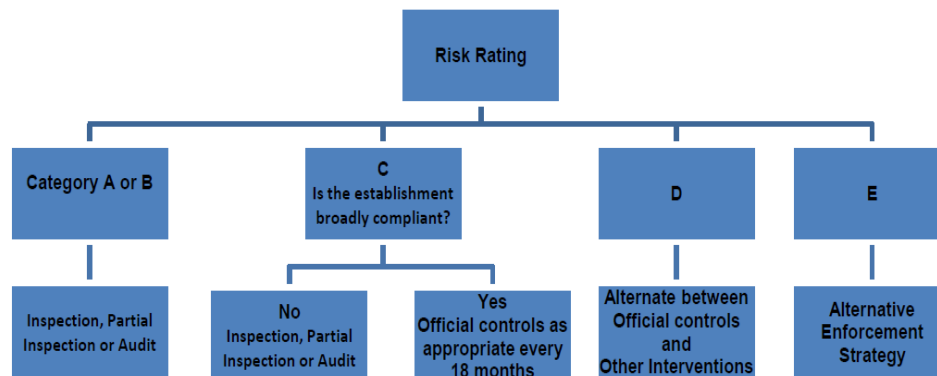 Risk Rating
Category A or B
C
Is the establishment
broadly compliant?
D
E
Inspection, Partial
Inspection or Audit
No
Inspection, Partial
Inspection or Audit
Yes
Official controls as
appropriate every
18 months
Alternate between
Official controls
and
Other Interventions
Alternative
Enforcement
Strategy